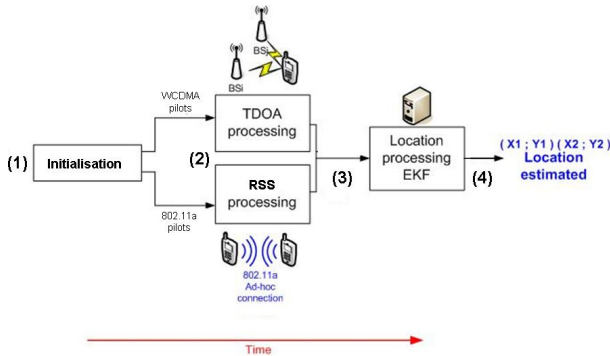 BSj
BSi
WCDMA
pilots
TDOA
processing
(1)
Initialisation
(2)
RSS
processing
802.11a
pilots
(3)
Location
processing
EKF
(4)
( X1 ; Y1 ) ( X2 ; Y2 )
Location
estimated
802.11a
Ad-hoc
connection
Time